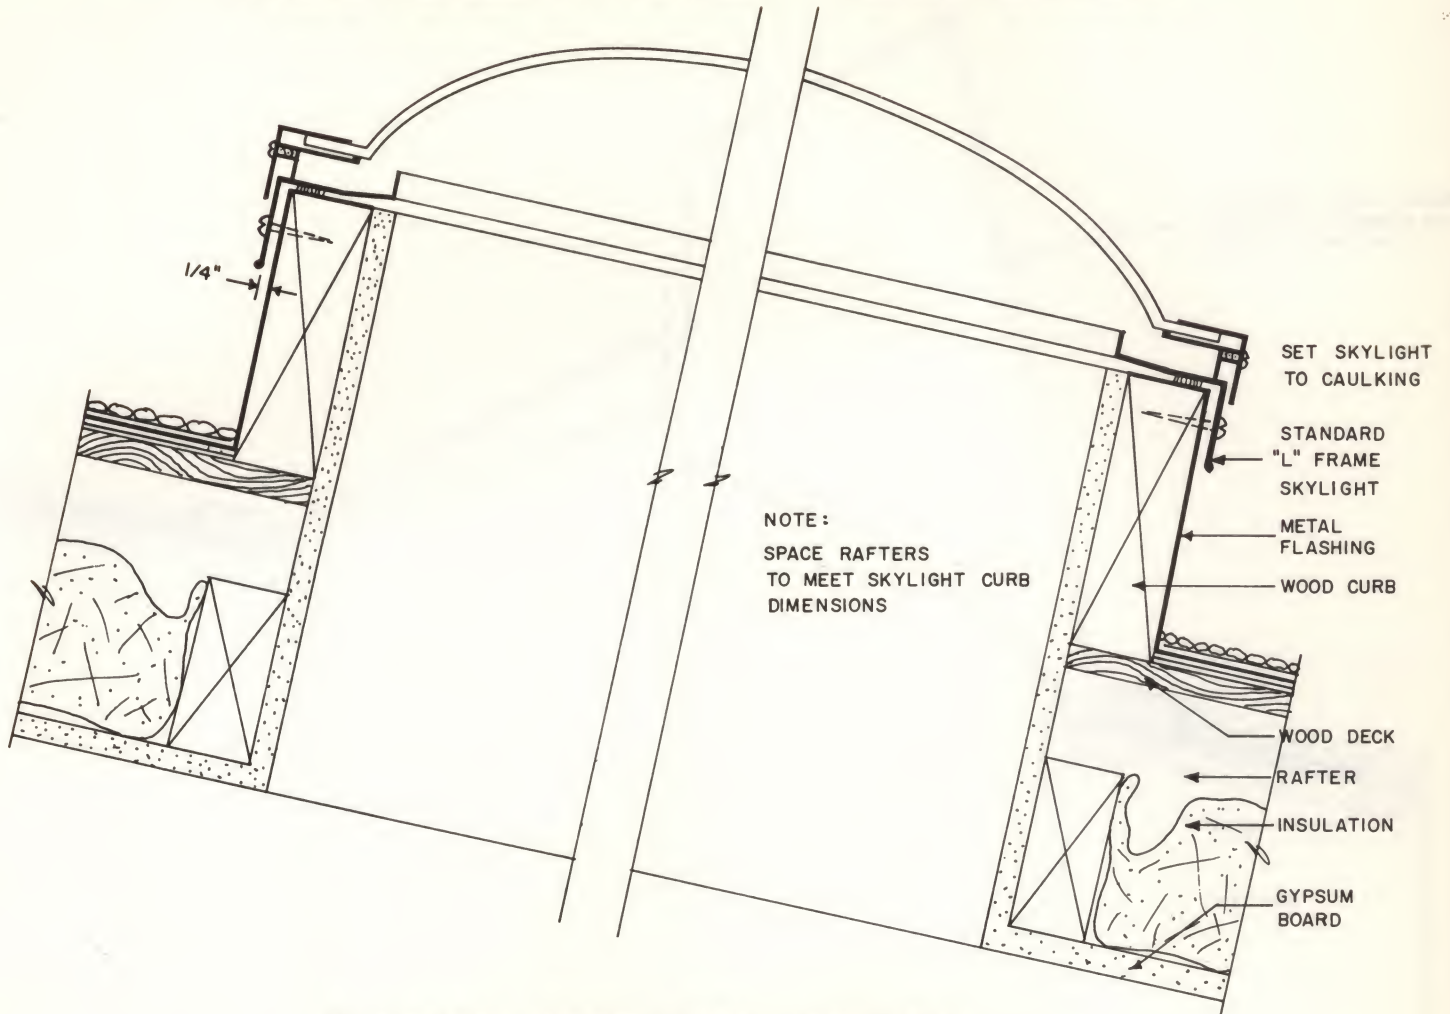 1/4"
SET SKYLIGHT
TO CAULKING
STANDARD
"L" FRAME
SKYLIGHT
NOTE:
SPACE RAFTERS
TO MEET SKYLIGHT CURB
DIMENSIONS
METAL
FLASHING
WOOD CURB
WOOD DECK
RAFTER
INSULATION
GYPSUM
BOARD